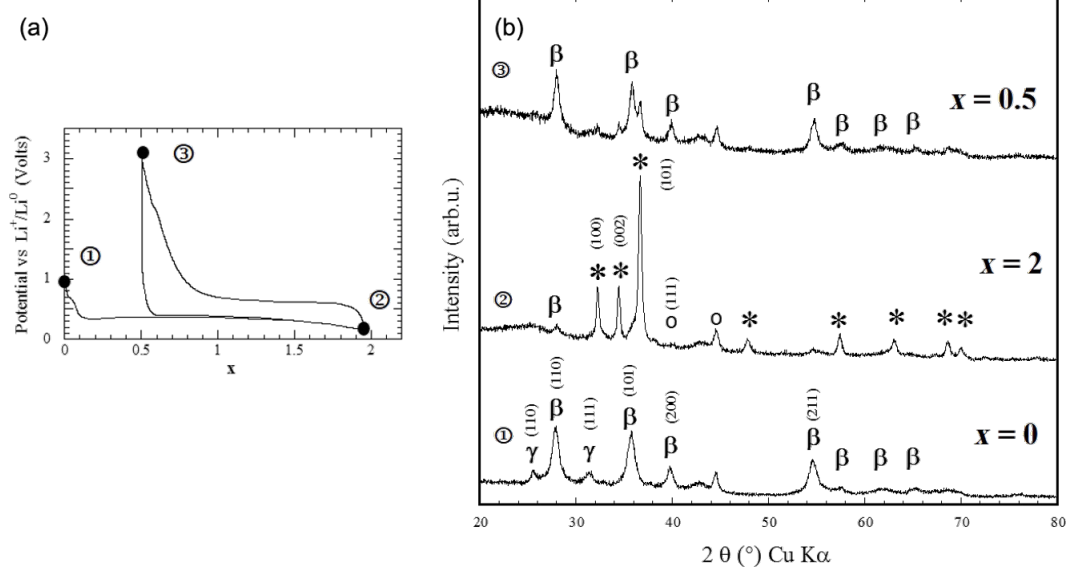 (a)
Potential vs Li⁺/Li⁰ (Volts)
3
2
1
0
①
②
③
0
0.5
1
1.5
2
x
(b)
Intensity (arb.u.)
③
β
β
β
β
β
β
β
x = 0.5
②
β
(100)
*
(002)
*
*
(101)
(111)
o
o
*
*
*
*
*
x = 2
①
(110)
γ
(110)
β
(111)
γ
(101)
β
(200)
β
(211)
β
β
β
β
x = 0
20
30
40
50
60
70
80
2 θ (°) Cu Kα